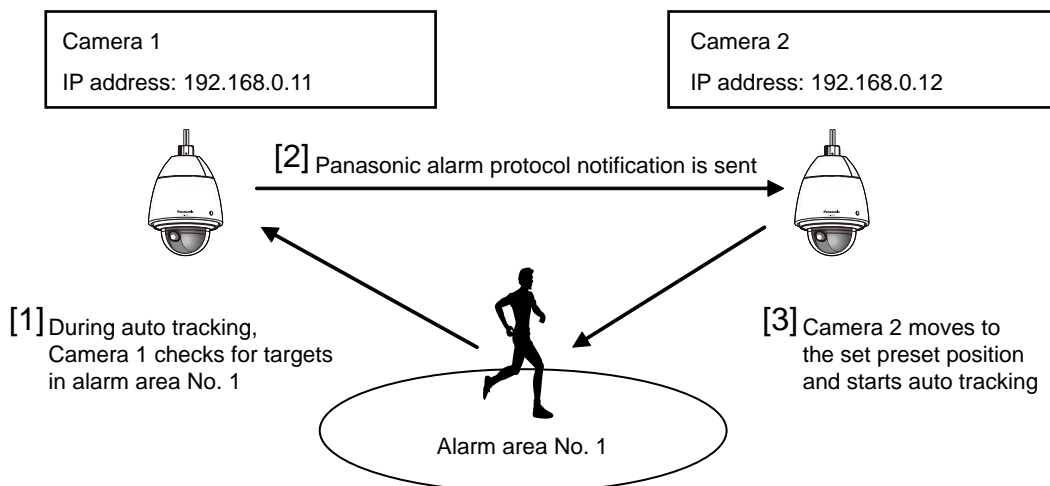 Camera 1
IP address: 192.168.0.11
Camera 2
IP address: 192.168.0.12
[2] Panasonic alarm protocol notification is sent
Panasonic
Panasonic
[1] During auto tracking,
Camera 1 checks for targets
in alarm area No. 1
[3] Camera 2 moves to
the set preset position
and starts auto tracking
Alarm area No. 1